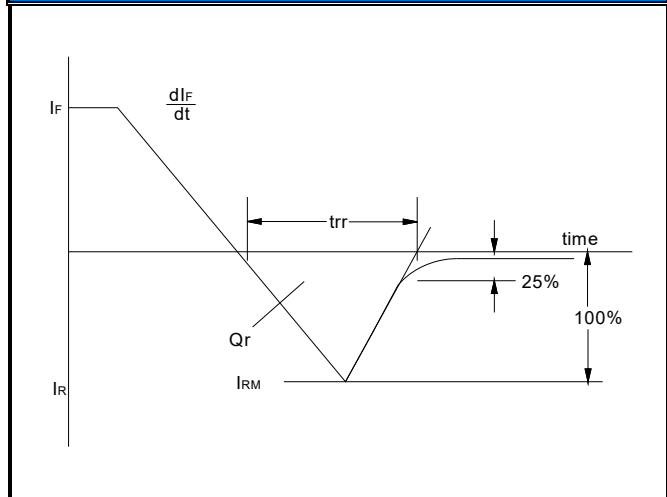 IF
dIF
dt
trr
time
25%
100%
Qr
IRM
IR